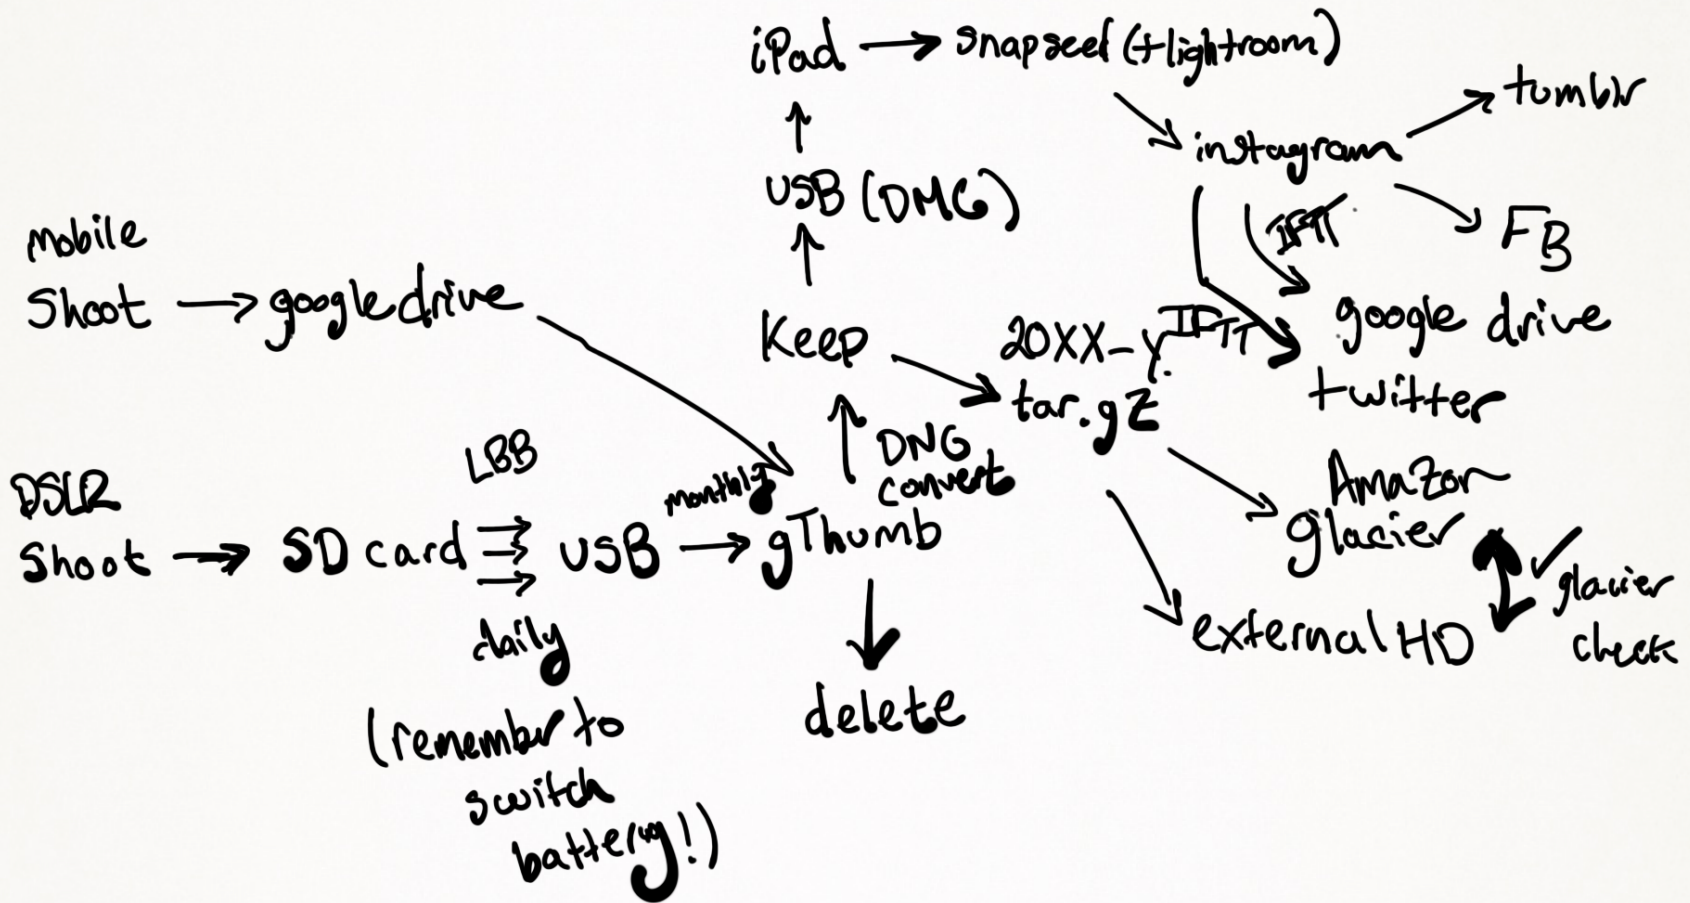 iPad → snapseed (+lightroom)
tumblr
instagram
USB (DMG)
IFTT
FB
mobile
shoot → google drive
google drive
Keep
20XX-Y.
tar.gz
IFTT
twitter
LBB
DNG
convert
Amazon
glacier
DSLR
shoot → SD card → USB → gThumb
monthly
daily
external HD
✓ glacier
check
(remember to
switch
battery!)
delete